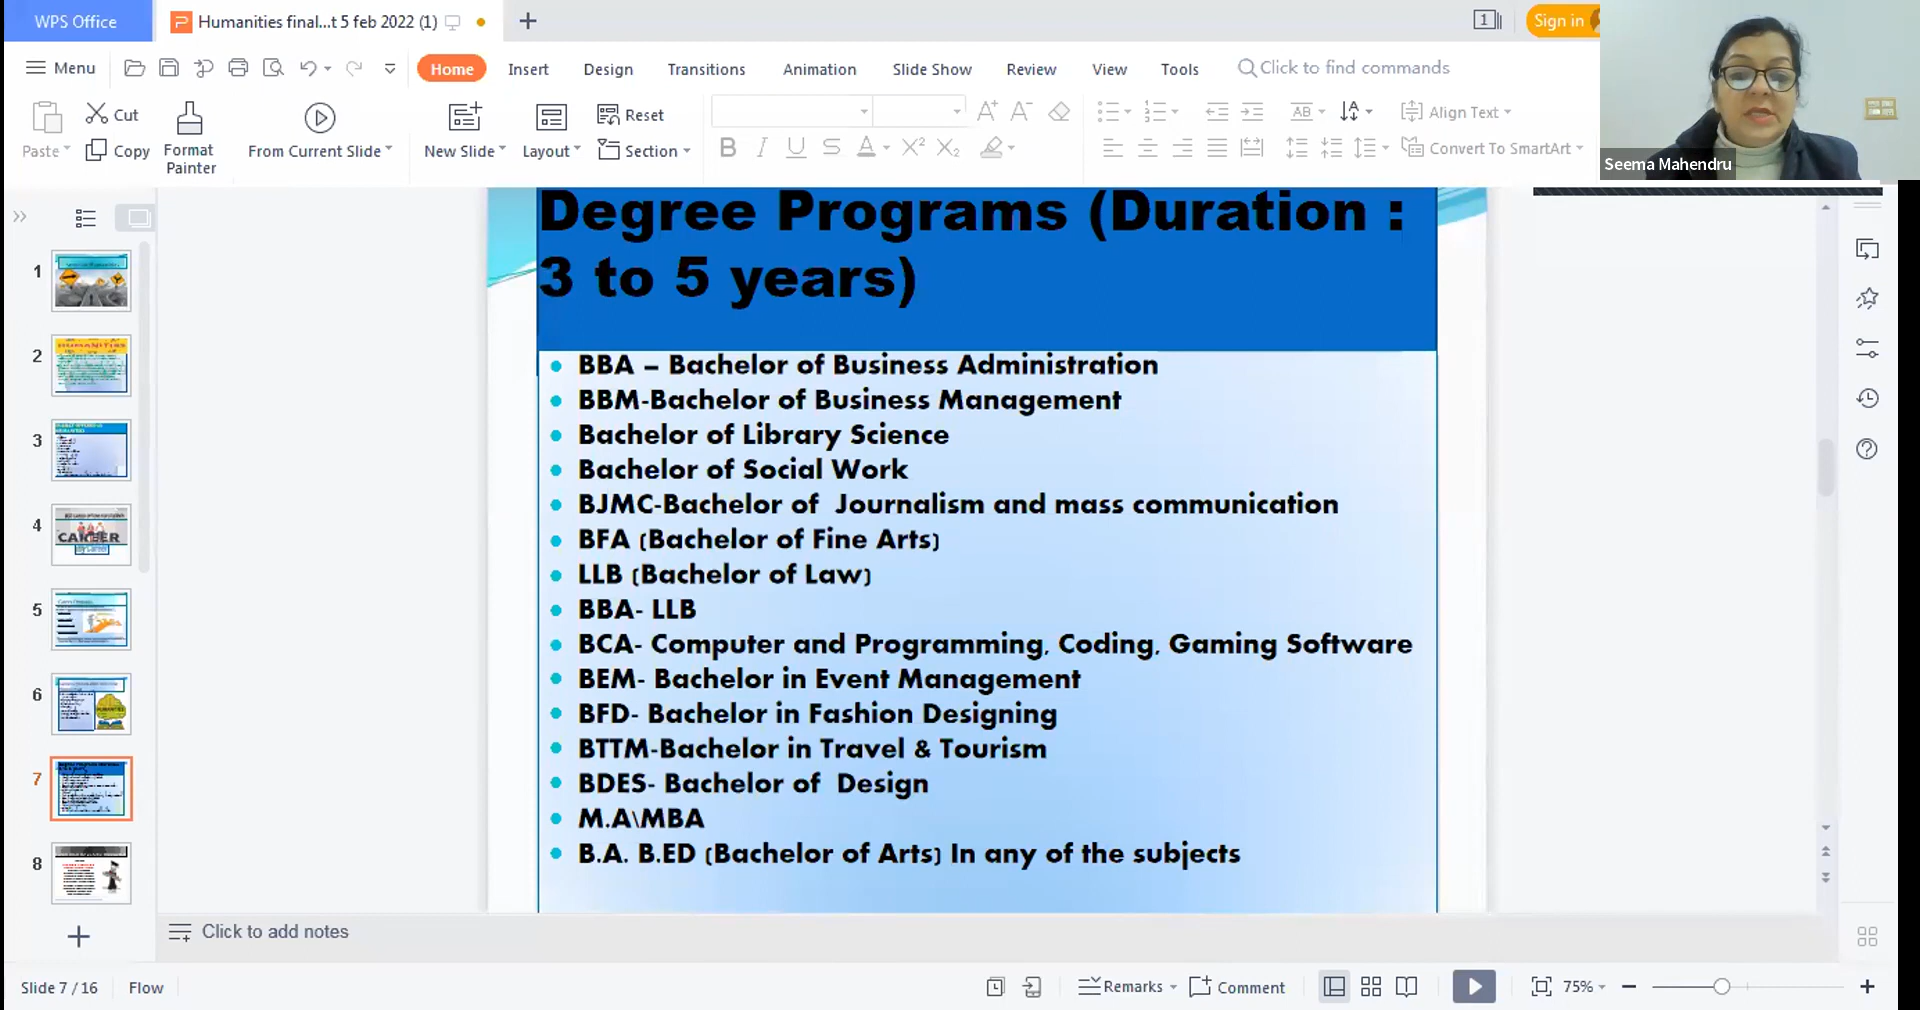 WPS Office
Humanities final...t 5 feb 2022 (1)
1
Sign in
Menu
Home
Insert
Design
Transitions
Animation
Slide Show
Review
View
Tools
Click to find commands
Paste
Cut
Copy
Format
Painter
From Current Slide
New Slide
Layout
Reset
Section
Align Text
Convert To SmartArt
Seema Mahendru
1
2
HUMANITIES
3
4
CAREER
5
6
7
8
Degree Programs (Duration :
3 to 5 years)
BBA – Bachelor of Business Administration
BBM-Bachelor of Business Management
Bachelor of Library Science
Bachelor of Social Work
BJMC-Bachelor of Journalism and mass communication
BFA (Bachelor of Fine Arts)
LLB (Bachelor of Law)
BBA- LLB
BCA- Computer and Programming, Coding, Gaming Software
BEM- Bachelor in Event Management
BFD- Bachelor in Fashion Designing
BTTM-Bachelor in Travel & Tourism
BDES- Bachelor of Design
M.A\MBA
B.A. B.ED (Bachelor of Arts) In any of the subjects
Click to add notes
Slide 7 / 16
Flow
Remarks
Comment
75%